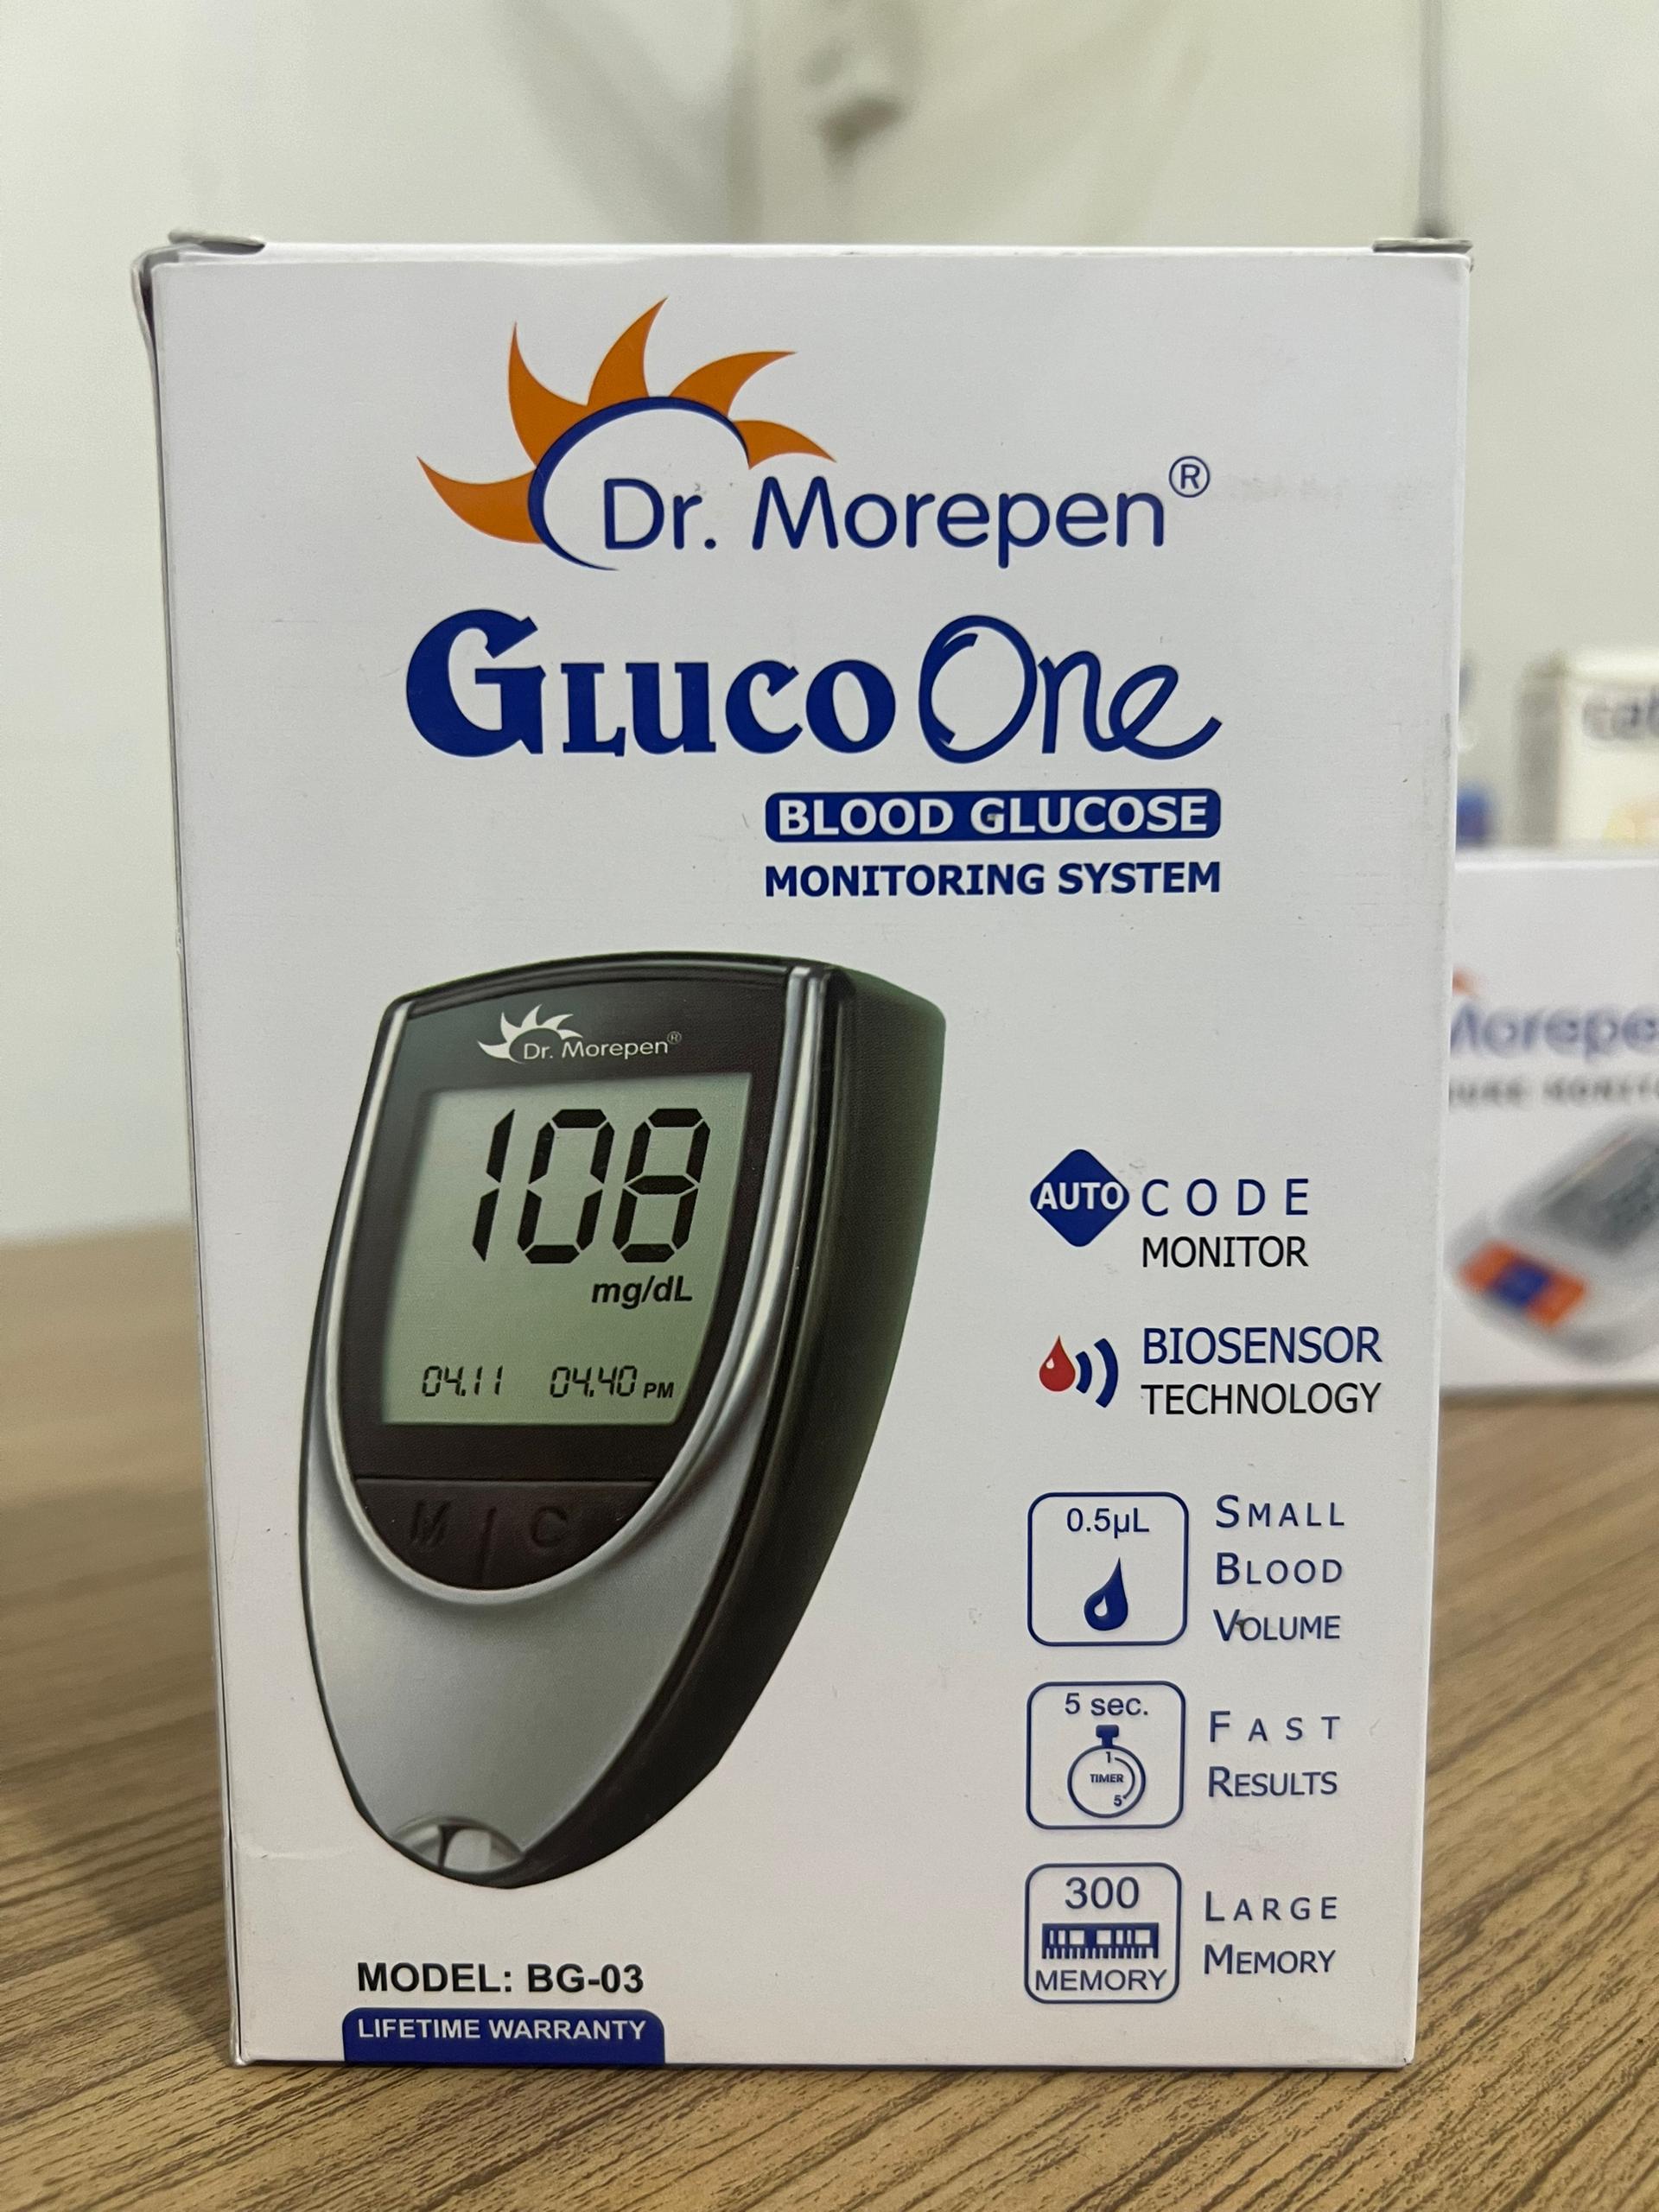 Dr. Morepen®
GLUCO One
BLOOD GLUCOSE
MONITORING SYSTEM
Dr. Morepen®
108
mg/dL
04.11 04.40 PM
M | C
AUTO CODE
MONITOR
BIOSENSOR
TECHNOLOGY
0.5µL
SMALL
BLOOD
VOLUME
5 sec.
1
TIMER
5
FAST
RESULTS
300
MEMORY
LARGE
MEMORY
MODEL: BG-03
LIFETIME WARRANTY
Morepe